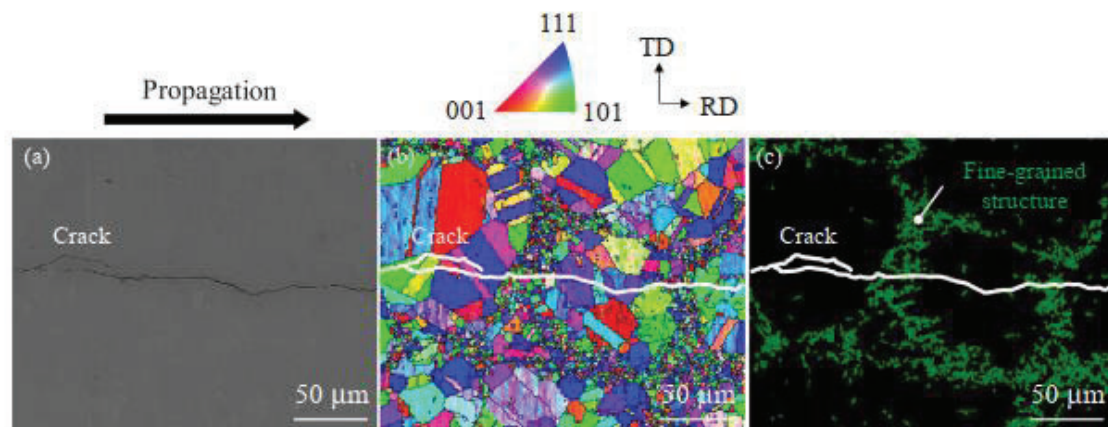 111
TD
Propagation
001
101
RD
(a)
(b)
(c)
Fine-grained
structure
Crack
Crack
Crack
50 μm
50 μm
50 μm